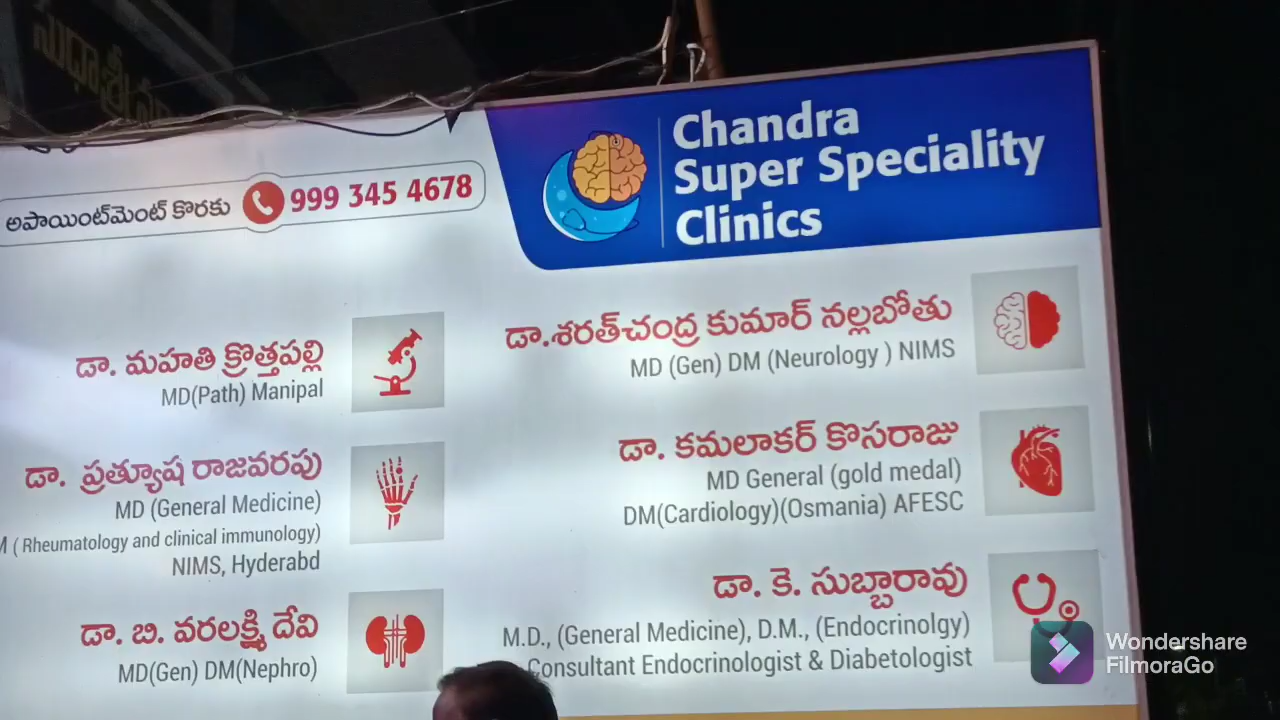 అపాయింట్‌మెంట్ కొరకు 999 345 4678
Chandra
Super Speciality
Clinics
డా. మహతి క్రొత్తపల్లి
MD(Path) Manipal
డా. ప్రత్యూష రాజవరపు
MD (General Medicine)
( Rheumatology and clinical immunology)
NIMS, Hyderabd
డా. బి. వరలక్ష్మి దేవి
MD(Gen) DM(Nephro)
డా.శరత్‌చంద్ర కుమార్ నల్లబోతు
MD (Gen) DM (Neurology ) NIMS
డా. కమలాకర్ కొసరాజు
MD General (gold medal)
DM(Cardiology)(Osmania) AFESC
డా. కె. సుబ్బారావు
M.D., (General Medicine), D.M., (Endocrinolgy)
Consultant Endocrinologist & Diabetologist
Wondershare
FilmoraGo